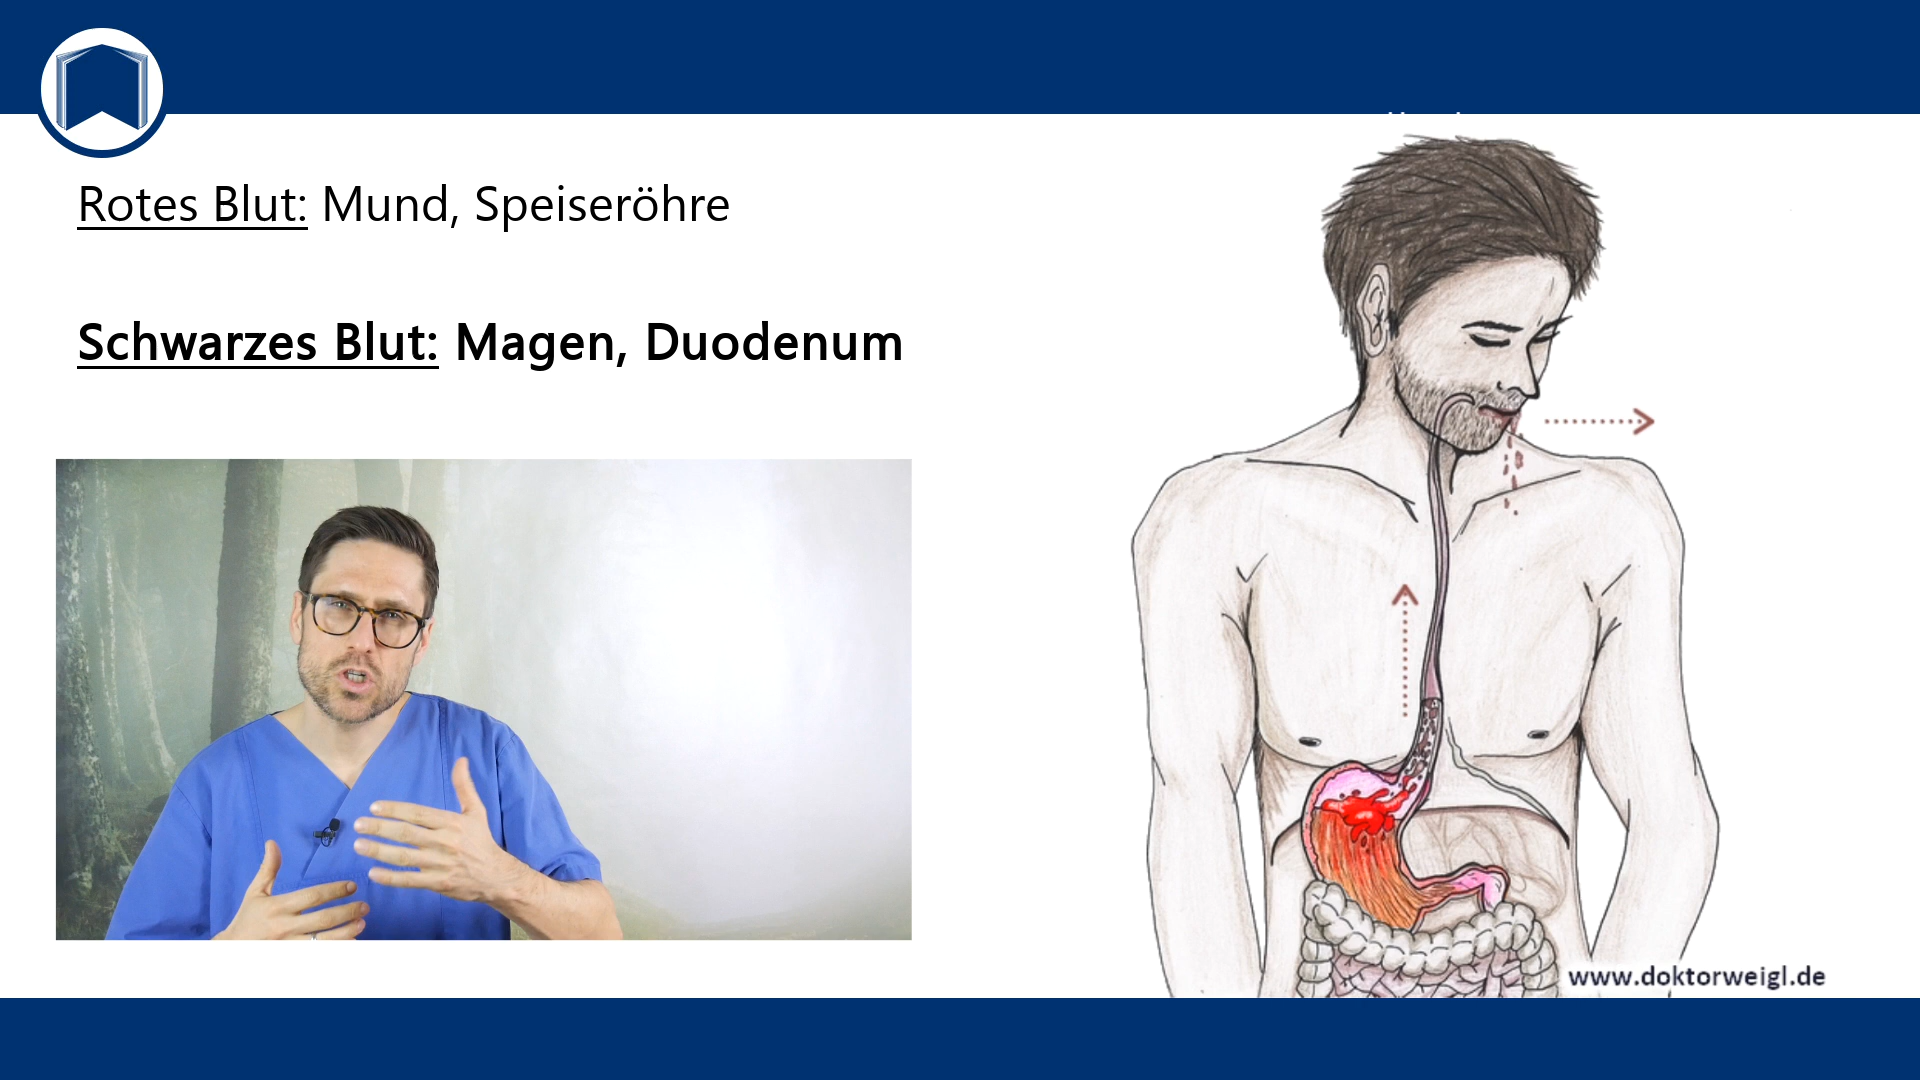 Rotes Blut: Mund, Speiseröhre
Schwarzes Blut: Magen, Duodenum
www.doktorweigl.de